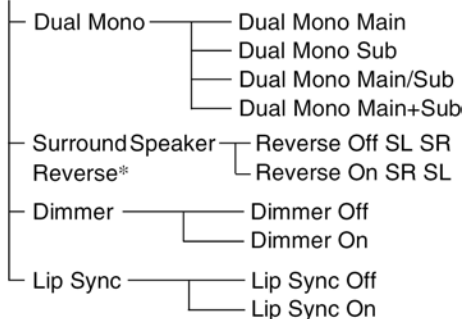 Dual Mono Dual Mono Main
Dual Mono Sub
Dual Mono Main/Sub
Dual Mono Main+Sub
Surround Speaker Reverse Off SL SR
Reverse* Reverse On SR SL
Dimmer Dimmer Off
Dimmer On
Lip Sync Lip Sync Off
Lip Sync On